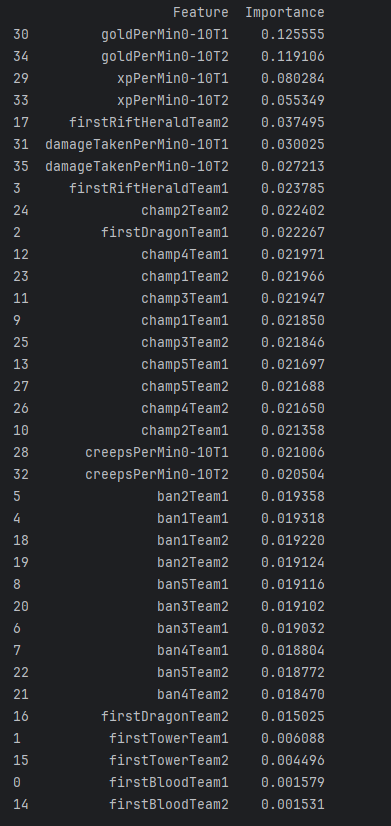 Feature Importance
30 goldPerMin0-10T1 0.125555
34 goldPerMin0-10T2 0.119106
29 xpPerMin0-10T1 0.080284
33 xpPerMin0-10T2 0.055349
17 firstRiftHeraldTeam2 0.037495
31 damageTakenPerMin0-10T1 0.030025
35 damageTakenPerMin0-10T2 0.027213
3 firstRiftHeraldTeam1 0.023785
24 champ2Team2 0.022402
2 firstDragonTeam1 0.022267
12 champ4Team1 0.021971
23 champ1Team2 0.021966
11 champ3Team1 0.021947
9 champ1Team1 0.021850
25 champ3Team2 0.021846
13 champ5Team1 0.021697
27 champ5Team2 0.021688
26 champ4Team2 0.021650
10 champ2Team1 0.021358
28 creepsPerMin0-10T1 0.021006
32 creepsPerMin0-10T2 0.020504
5 ban2Team1 0.019358
4 ban1Team1 0.019318
18 ban1Team2 0.019220
19 ban2Team2 0.019124
8 ban5Team1 0.019116
20 ban3Team2 0.019102
6 ban3Team1 0.019032
7 ban4Team1 0.018804
22 ban5Team2 0.018772
21 ban4Team2 0.018470
16 firstDragonTeam2 0.015025
1 firstTowerTeam1 0.006088
15 firstTowerTeam2 0.004496
0 firstBloodTeam1 0.001579
14 firstBloodTeam2 0.001531